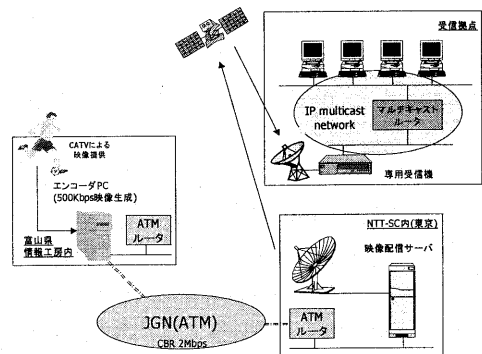 受信拠点
IP multicast
network
マルチキャスト
ルータ
専用受信機
CATVによる
映像提供
エンコーダPC
(500Kbps映像生成)
ATM
ルータ
富山県
情報工房内
NTT-SC内(東京)
映像配信サーバ
ATM
ルータ
JGN(ATM)
CBR 2Mbps